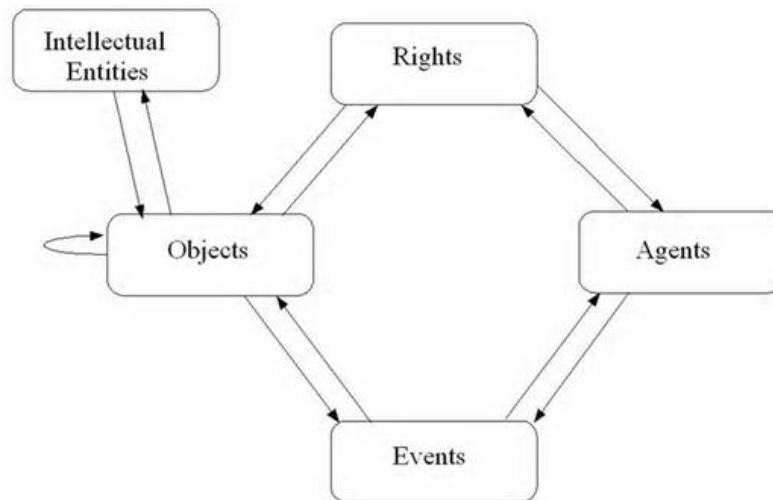 Intellectual
Entities
Rights
Objects
Agents
Events